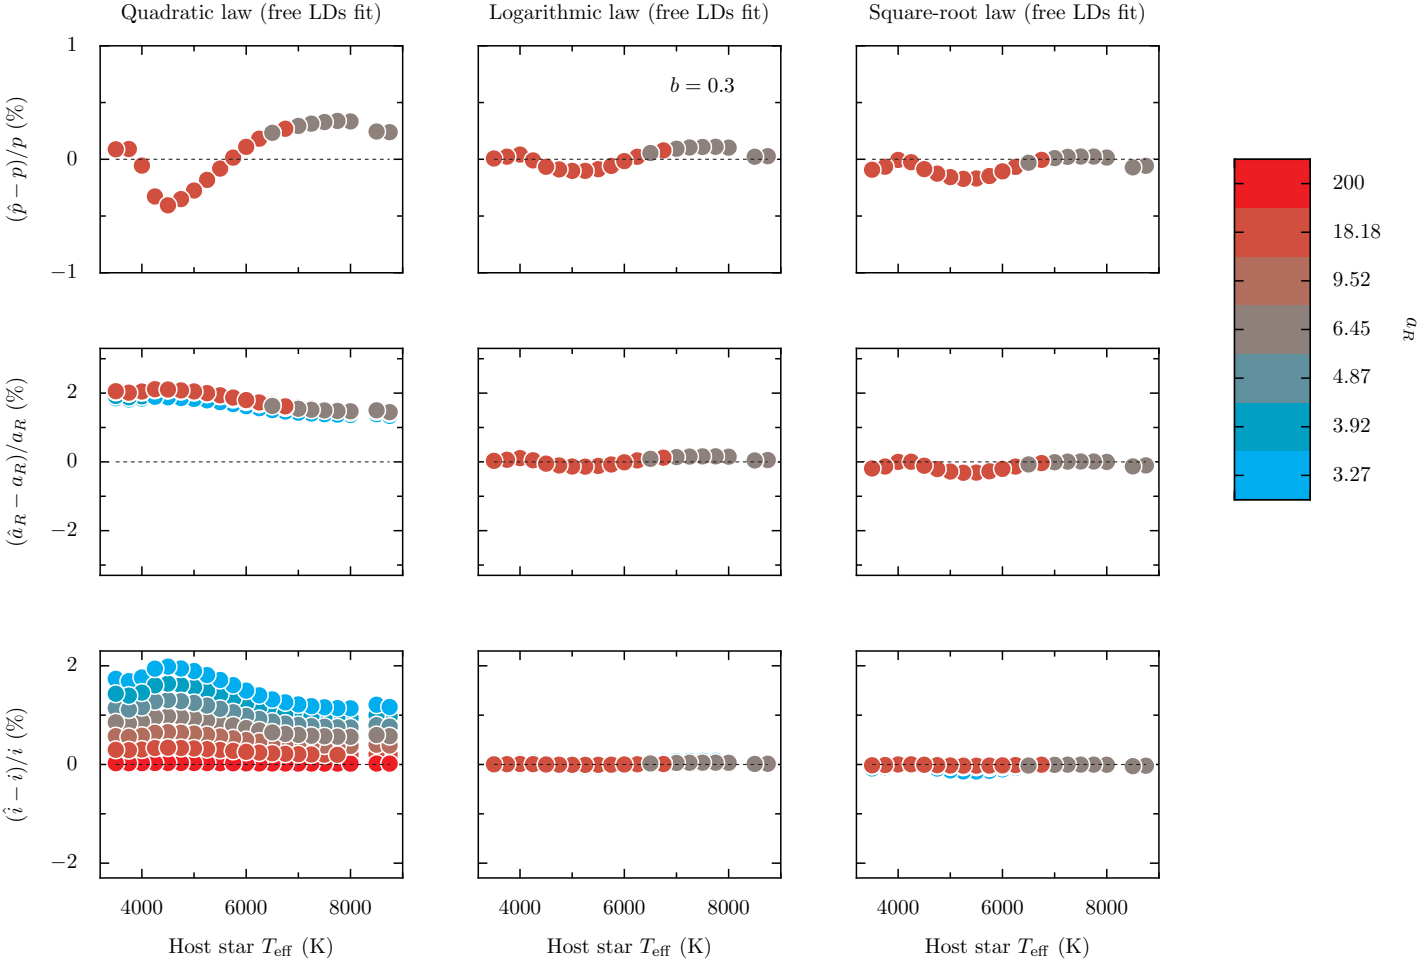 Quadratic law (free LDs fit) Logarithmic law (free LDs fit) Square-root law (free LDs fit)
1
0
−1
(p̂ − p)/p (%)
b = 0.3
2
0
−2
(â_R − a_R)/a_R (%)
2
0
−2
(î − i)/i (%)
4000 6000 8000 4000 6000 8000 4000 6000 8000
Host star T_eff (K) Host star T_eff (K) Host star T_eff (K)
200
18.18
9.52
6.45
4.87
3.92
3.27
a_R